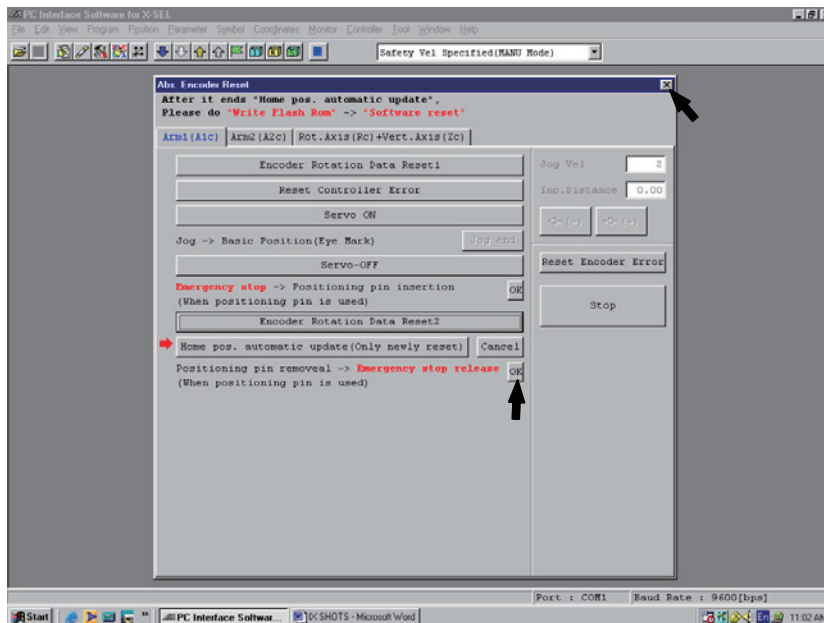 PC Interface Software for X-SEL
File Edit View Program Position Parameter Symbol Coordinates Monitor Controller Tool Window Help
Safety Vel Specified(MANU Mode)
Abs. Encoder Reset
After it ends "Home pos. automatic update",
Please do "Write Flash Rom" -> "Software reset"
Arm1(A1c) Arm2(A2c) Rot.Axis(Rc)+Vert.Axis(Zc)
Encoder Rotation Data Reset1
Reset Controller Error
Servo ON
Jog -> Basic Position(Eye Mark) Jog end
Servo-OFF
Emergency stop -> Positioning pin insertion OK
(When positioning pin is used)
Encoder Rotation Data Reset2
Home pos. automatic update(Only newly reset) Cancel
Positioning pin removeal -> Emergency stop release OK
(When positioning pin is used)
Jog Vel 2
Inc.Distance 0.00
(-) (+)
Reset Encoder Error
Stop
Port : COM1 Baud Rate : 9600[bps]
Start " PC Interface Softwar... IX SHOTS - Microsoft Word En 11:02 AM